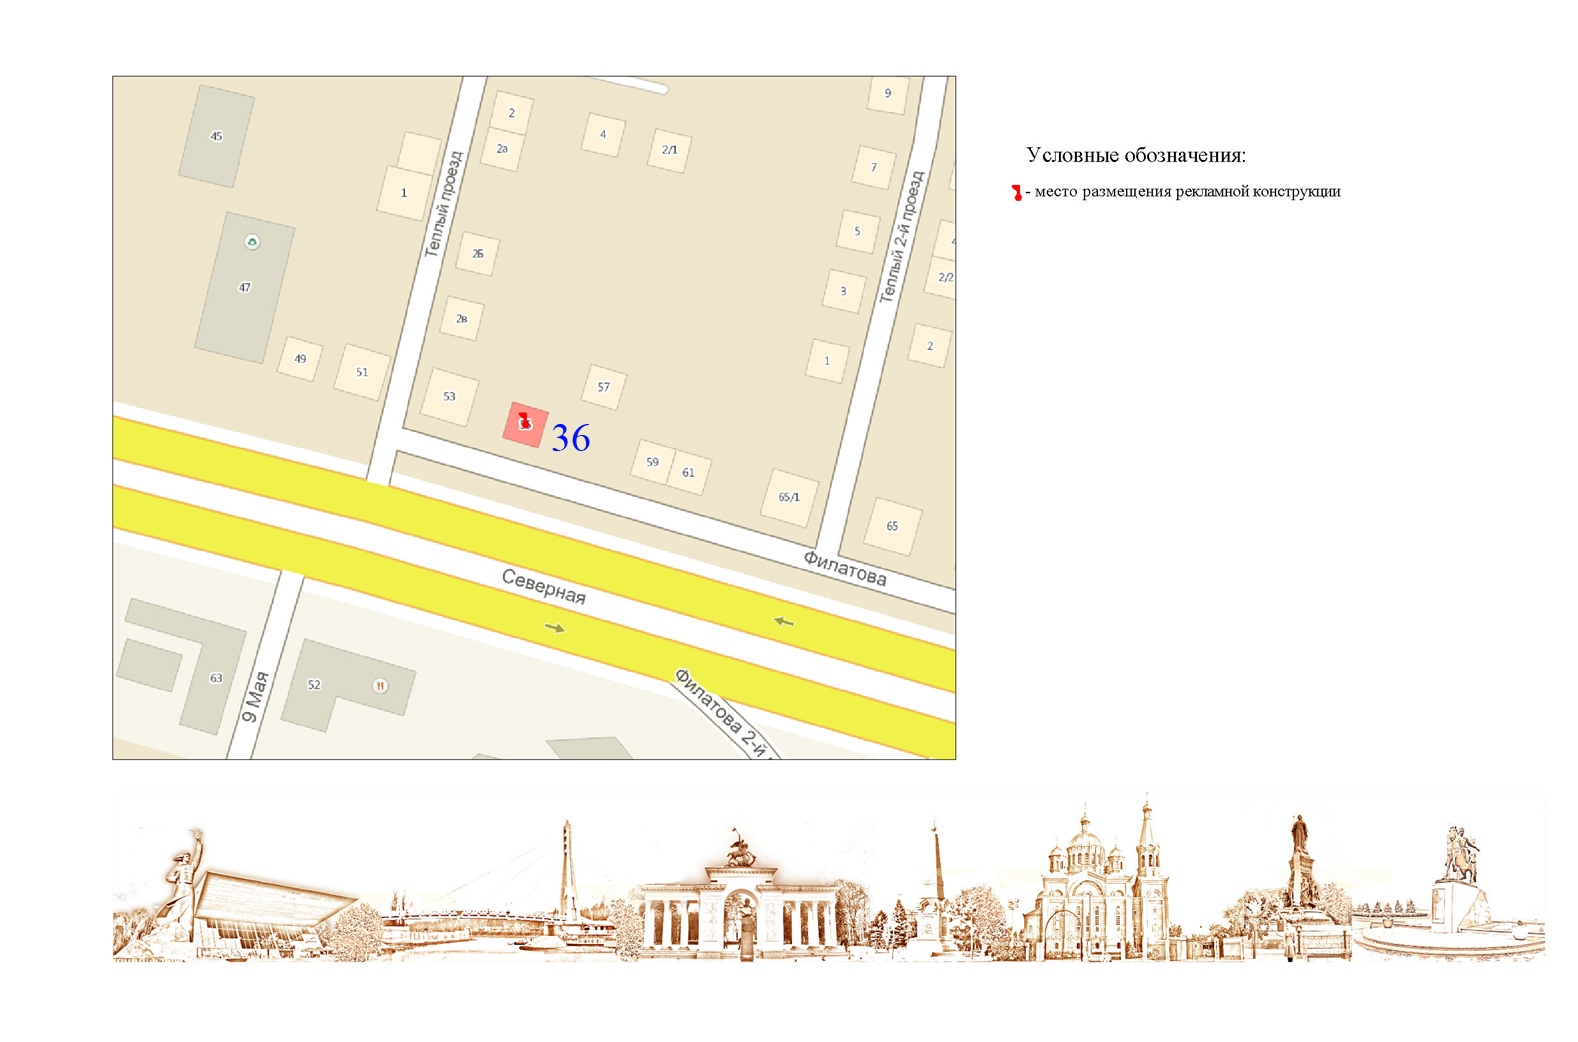 45
2
2а
4
2/1
9
7
1
Теплый проезд
Теплый 2-й проезд
5
2Б
47
3
2/2
2в
1
2
49
51
57
53
36
59
61
65/1
65
Филатова
Северная
63
52
9 Мая
Филатова 2-й
Условные обозначения:
- место размещения рекламной конструкции